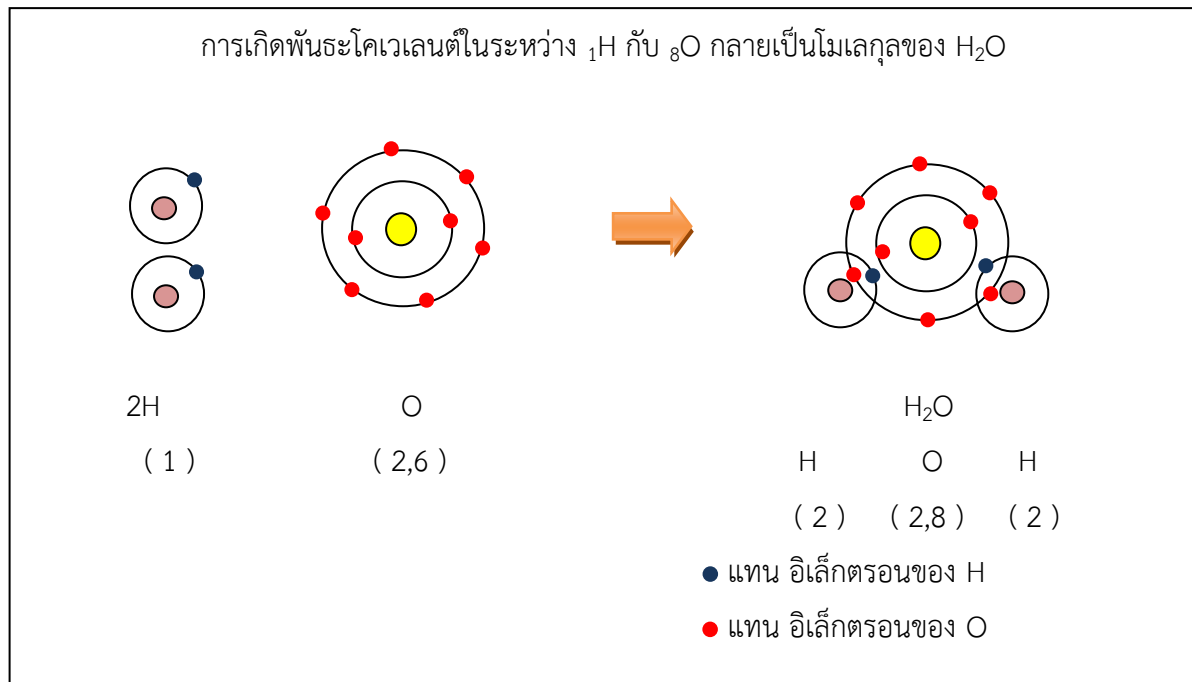 การเกิดพันธะโคเวเลนต์ในระหว่าง ₁H กับ ₈O กลายเป็นโมเลกุลของ H₂O
2H O H₂O
( 1 ) ( 2,6 ) H O H
( 2 ) ( 2,8 ) ( 2 )
แทน อิเล็กตรอนของ H
แทน อิเล็กตรอนของ O